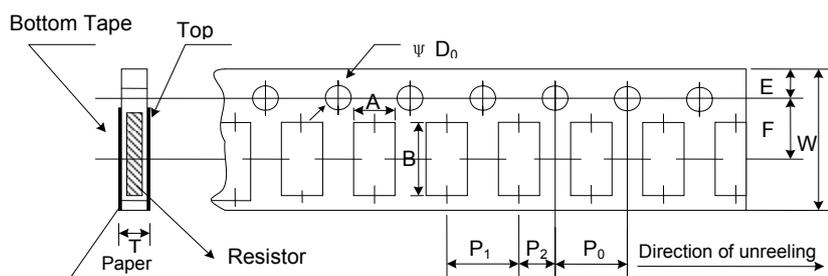 Bottom Tape
Top
ψ D₀
A
B
E
F
W
T
Paper
Resistor
P₁
P₂
P₀
Direction of unreeling